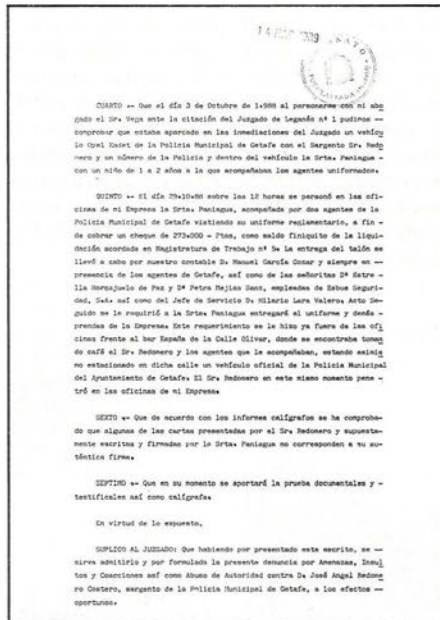 CUARTO .- Que el día 3 de Octubre de 1.988 al personarme con mi abo
gado el Sr. Vega ante la citación del Juzgado de Leganés nº 1 pudimos --
comprobar que estaba aparcado en las inmediaciones del Juzgado un vehícu
lo Opel Kadet de la Policia Municipal de Getafe con el Sargento Sr. Redo
mero y un número de la Policia y dentro del vehículo la Srta. Paniagua -
con un niño de 1 a 2 años a la que acompañaban los agentes uniformados.
QUINTO .- El día 29.10.88 sobre las 12 horas se personó en las ofi-
cinas de mi Empresa la Srta. Paniagua, acompañada por dos agentes de la
Policia Municipal de Getafe vistiendo su uniforme reglamentario, a fin -
de cobrar un cheque de 273.000 - Ptas, como saldo finiquito de la liqui-
dación acordada en Magistratura de Trabajo nº 5. La entrega del talón se
llevó a cabo por nuestro contable D. Manuel García Cozar y siempre en --
presencia de los agentes de Getafe, así como de las señoritas Dª Estre -
lla Horcajuelo de Paz y Dª Petra Mejias Sanz, empleadas de Esbue Seguri-
dad, S.A. así como del Jefe de Servicio D. Hilario Lara Valero. Acto Se-
guido se le requirió a la Srta. Paniagua entregará el uniforme y demás -
prendas de la Empresa. Este requerimiento se le hizo ya fuera de las ofi
cinas frente al bar España de la Calle Olivar, donde se encontraba toman
do café el Sr. Redomero y los agentes que le acompañaban, estando asimis
mo estacionado en dicha calle un vehículo oficial de la Policia Municipal
del Ayuntamiento de Getafe. El Sr. Redomero en este mismo momento pene -
tró en las oficinas de mi Empresa.
SEXTO .- Que de acuerdo con los informes calígrafos se ha comproba-
do que algunas de las cartas presentadas por el Sr. Redomero y supuesta-
mente escritas y firmadas por la Srta. Paniagua no corresponden a su au-
téntica firma.
SEPTIMO .- Que en su momento se aportará la prueba documentales y -
testificales así como calígrafa.
En virtud de lo expuesto,
SUPLICO AL JUZGADO: Que habiendo por presentado este escrito, se --
sirva admitirlo y por formulada la presente denuncia por Amenazas, Insul
tos y Coacciones así como Abuso de Autoridad contra D. José Angel Redome
ro Costero, sargento de la Policia Municipal de Getafe, a los efectos --
oportunos.